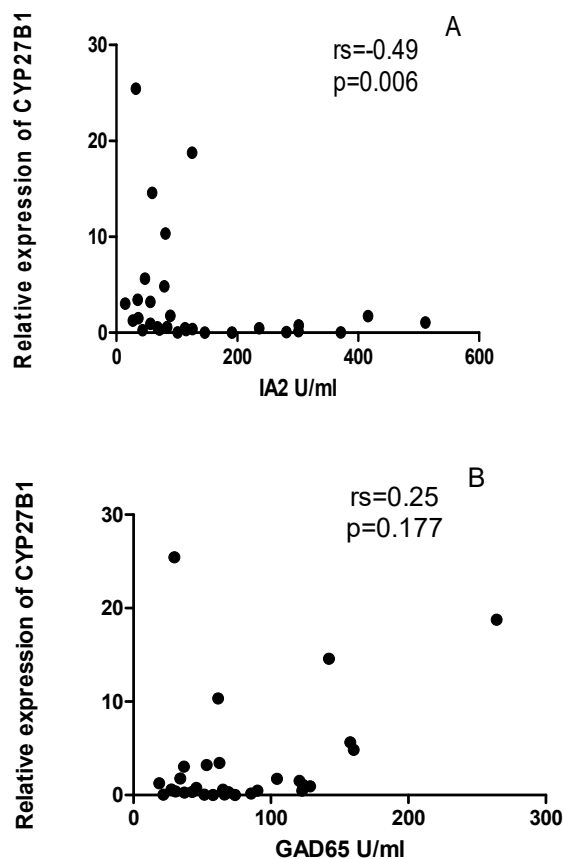 A
rs=-0.49
p=0.006
Relative expression of CYP27B1
30
20
10
0
0 200 400 600
IA2 U/ml
B
rs=0.25
p=0.177
Relative expression of CYP27B1
30
20
10
0
0 100 200 300
GAD65 U/ml